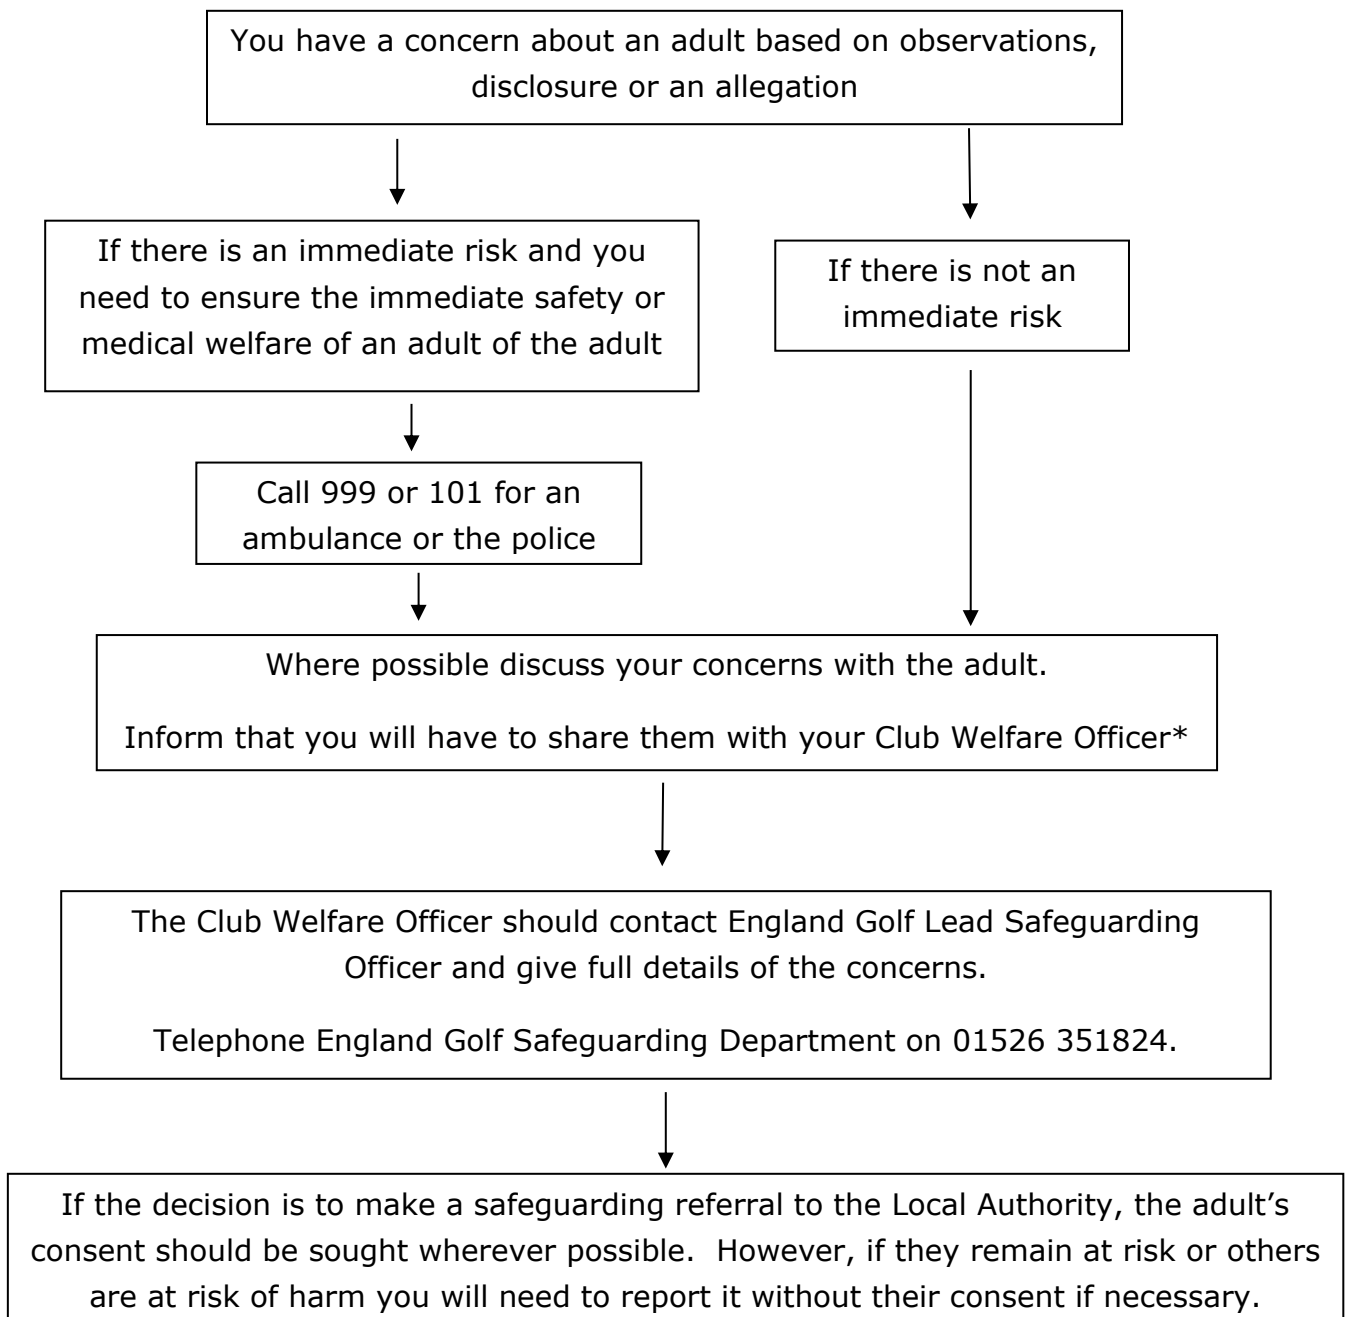 You have a concern about an adult based on observations,
disclosure or an allegation
If there is an immediate risk and you
need to ensure the immediate safety or
medical welfare of an adult of the adult
If there is not an
immediate risk
Call 999 or 101 for an
ambulance or the police
Where possible discuss your concerns with the adult.
Inform that you will have to share them with your Club Welfare Officer*
The Club Welfare Officer should contact England Golf Lead Safeguarding
Officer and give full details of the concerns.
Telephone England Golf Safeguarding Department on 01526 351824.
If the decision is to make a safeguarding referral to the Local Authority, the adult’s
consent should be sought wherever possible.  However, if they remain at risk or others
are at risk of harm you will need to report it without their consent if necessary.